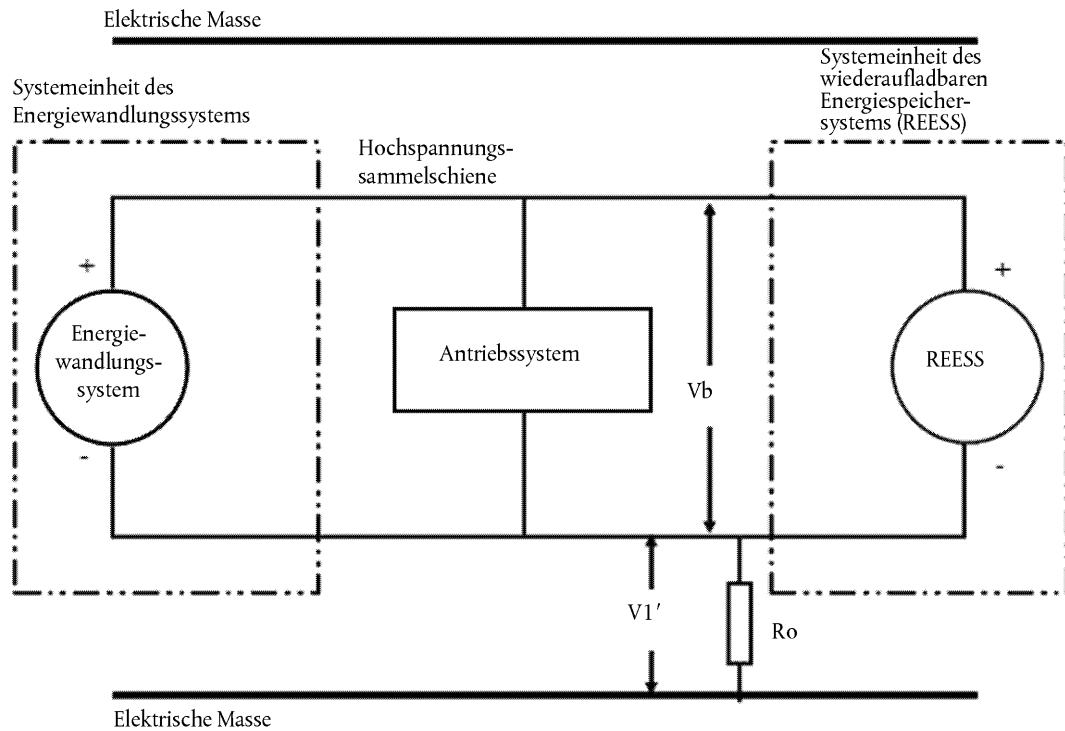 Elektrische Masse
Systemeinheit des
Energiewandlungssystems
Systemeinheit des
wiederaufladbaren
Energiespeicher-
systems (REESS)
Hochspannungs-
sammelschiene
+
Energie-
wandlungs-
system
-
Antriebssystem
Vb
+
REESS
-
V1′
Ro
Elektrische Masse